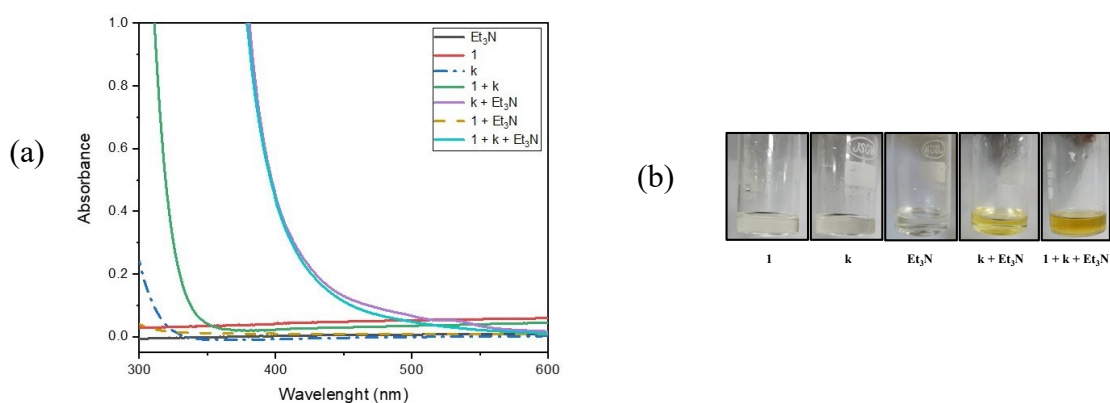 (a)
Absorbance
1.0
0.8
0.6
0.4
0.2
0.0
Et₃N
1
k
1 + k
k + Et₃N
1 + Et₃N
1 + k + Et₃N
300
400
500
600
Wavelenght (nm)
(b)
JSGW
1
k
Et₃N
k + Et₃N
1 + k + Et₃N